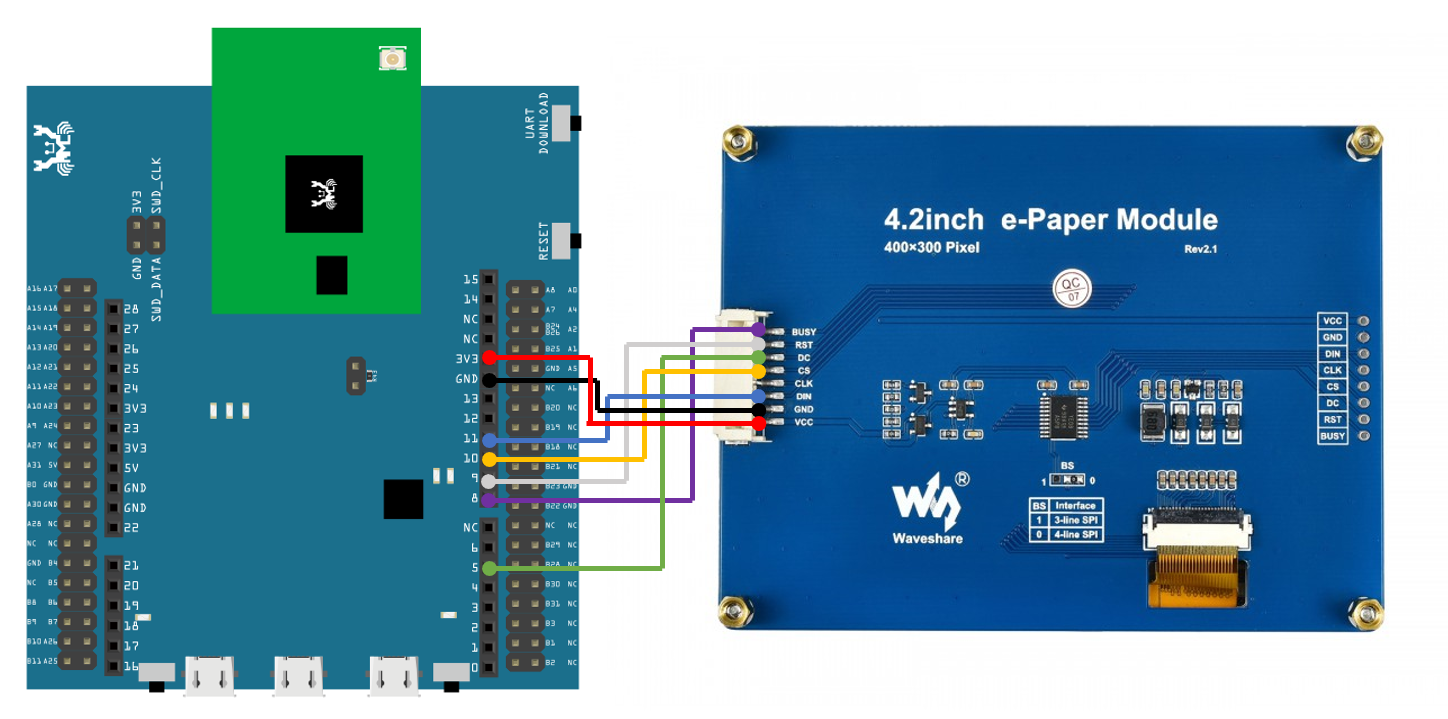 UART
DOWNLOAD
RESET
3V3
SWD_CLK
GND
SWD_DATA
A16 A17
A15 A18
A14 A19
A13 A20
A12 A21
A11 A22
A10 A23
A9 A24
A27 NC
A31 5V
B0 GND
A30 GND
A28 NC
NC NC
GND B4
NC B5
B8 B6
B9 B7
B10 A26
B11 A25
28
27
26
25
24
3V3
23
3V3
5V
GND
GND
22
21
20
19
18
17
16
15
14
NC
NC
3V3
GND
13
12
11
10
9
8
NC
6
5
4
3
2
1
0
A8 A0
A7 A4
B24
B26 A2
B25 A1
GND A5
NC A6
B20 NC
B19 NC
B18 NC
B21 NC
B23 GND
B22 GND
NC NC
B29 NC
B28 NC
B30 NC
B31 NC
B3 NC
B1 NC
B2 NC
4.2inch e-Paper Module
400×300 Pixel
Rev2.1
QC
07
BUSY
RST
DC
CS
CLK
DIN
GND
VCC
VCC
GND
DIN
CLK
CS
DC
RST
BUSY
680
BS
1 0
BS Interface
1 3-line SPI
0 4-line SPI
®
Waveshare